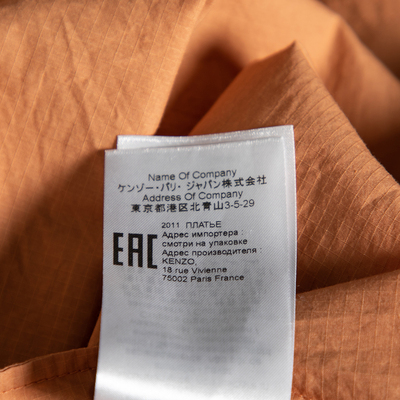 Name Of Company
ケンゾー・パリ・ジャパン株式会社
Address Of Company
東京都港区北青山3-5-29
EAC
2011 ПЛАТЬЕ
Адрес импортера :
смотри на упаковке
Адрес производителя :
KENZO,
18 rue Vivienne
75002 Paris France